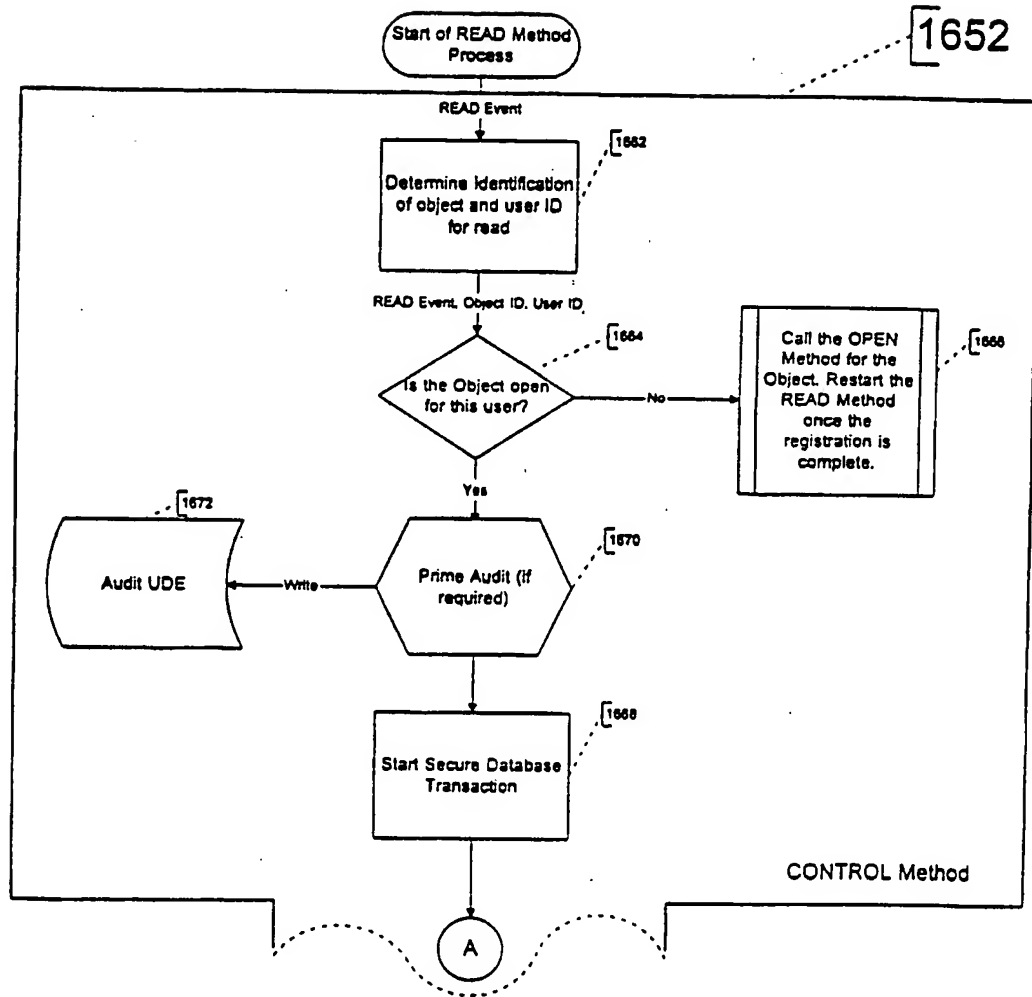 Start of READ Method
Process
1652
READ Event
1662
Determine Identification
of object and user ID
for read
READ Event, Object ID, User ID
1664
Is the Object open
for this user?
No
1666
Call the OPEN
Method for the
Object. Restart the
READ Method
once the
registration is
complete.
Yes
1672
Audit UDE
Write
1670
Prime Audit (if
required)
1668
Start Secure Database
Transaction
CONTROL Method
A